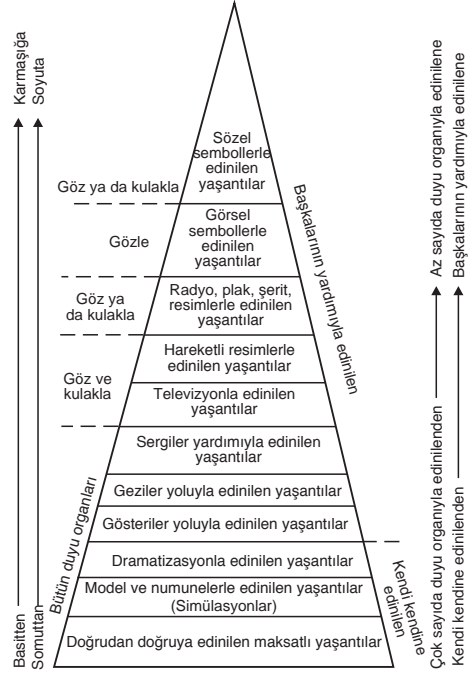 Karmaşığa
Soyuta
Basitten
Somuttan
Göz ya da kulakla
Gözle
Göz ya
da kulakla
Göz ve
kulakla
Bütün duyu organları
Sözel
sembollerle
edinilen
yaşantılar
Görsel
sembollerle
edinilen
yaşantılar
Radyo, plak, şerit,
resimlerle edinilen
yaşantılar
Hareketli resimlerle
edinilen yaşantılar
Televizyonla edinilen
yaşantılar
Sergiler yardımıyla edinilen
yaşantılar
Geziler yoluyla edinilen yaşantılar
Gösteriler yoluyla edinilen yaşantılar
Dramatizasyonla edinilen yaşantılar
Model ve numunelerle edinilen yaşantılar
(Simülasyonlar)
Doğrudan doğruya edinilen maksatlı yaşantılar
Başkalarının yardımıyla edinilen
Kendi kendine
edinilen
Az sayıda duyu organıyla edinilene
Başkalarının yardımıyla edinilene
Çok sayıda duyu organıyla edinilenden
Kendi kendine edinilenden